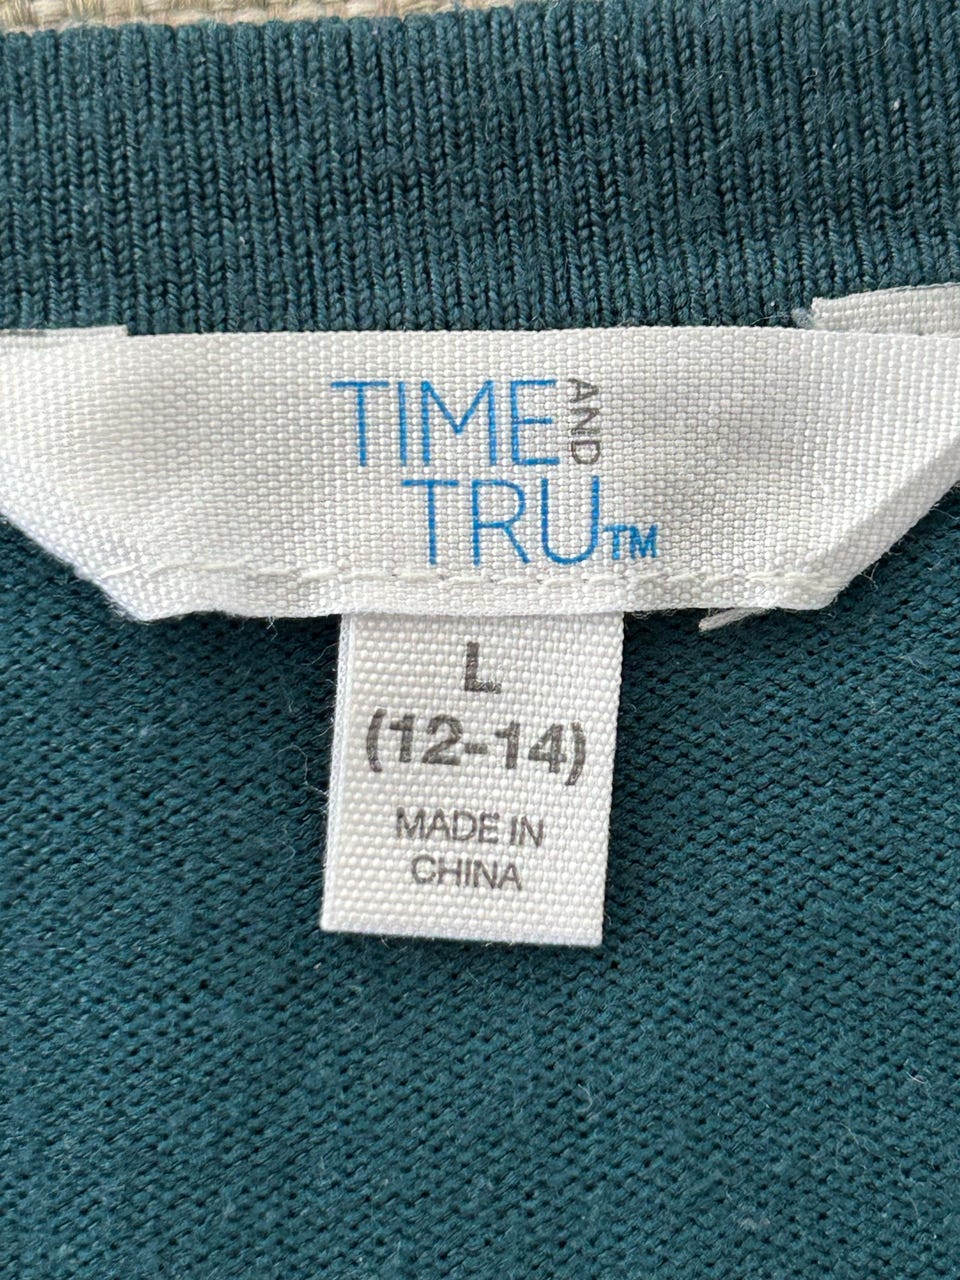 TIME AND
TRU™
L
(12-14)
MADE IN
CHINA